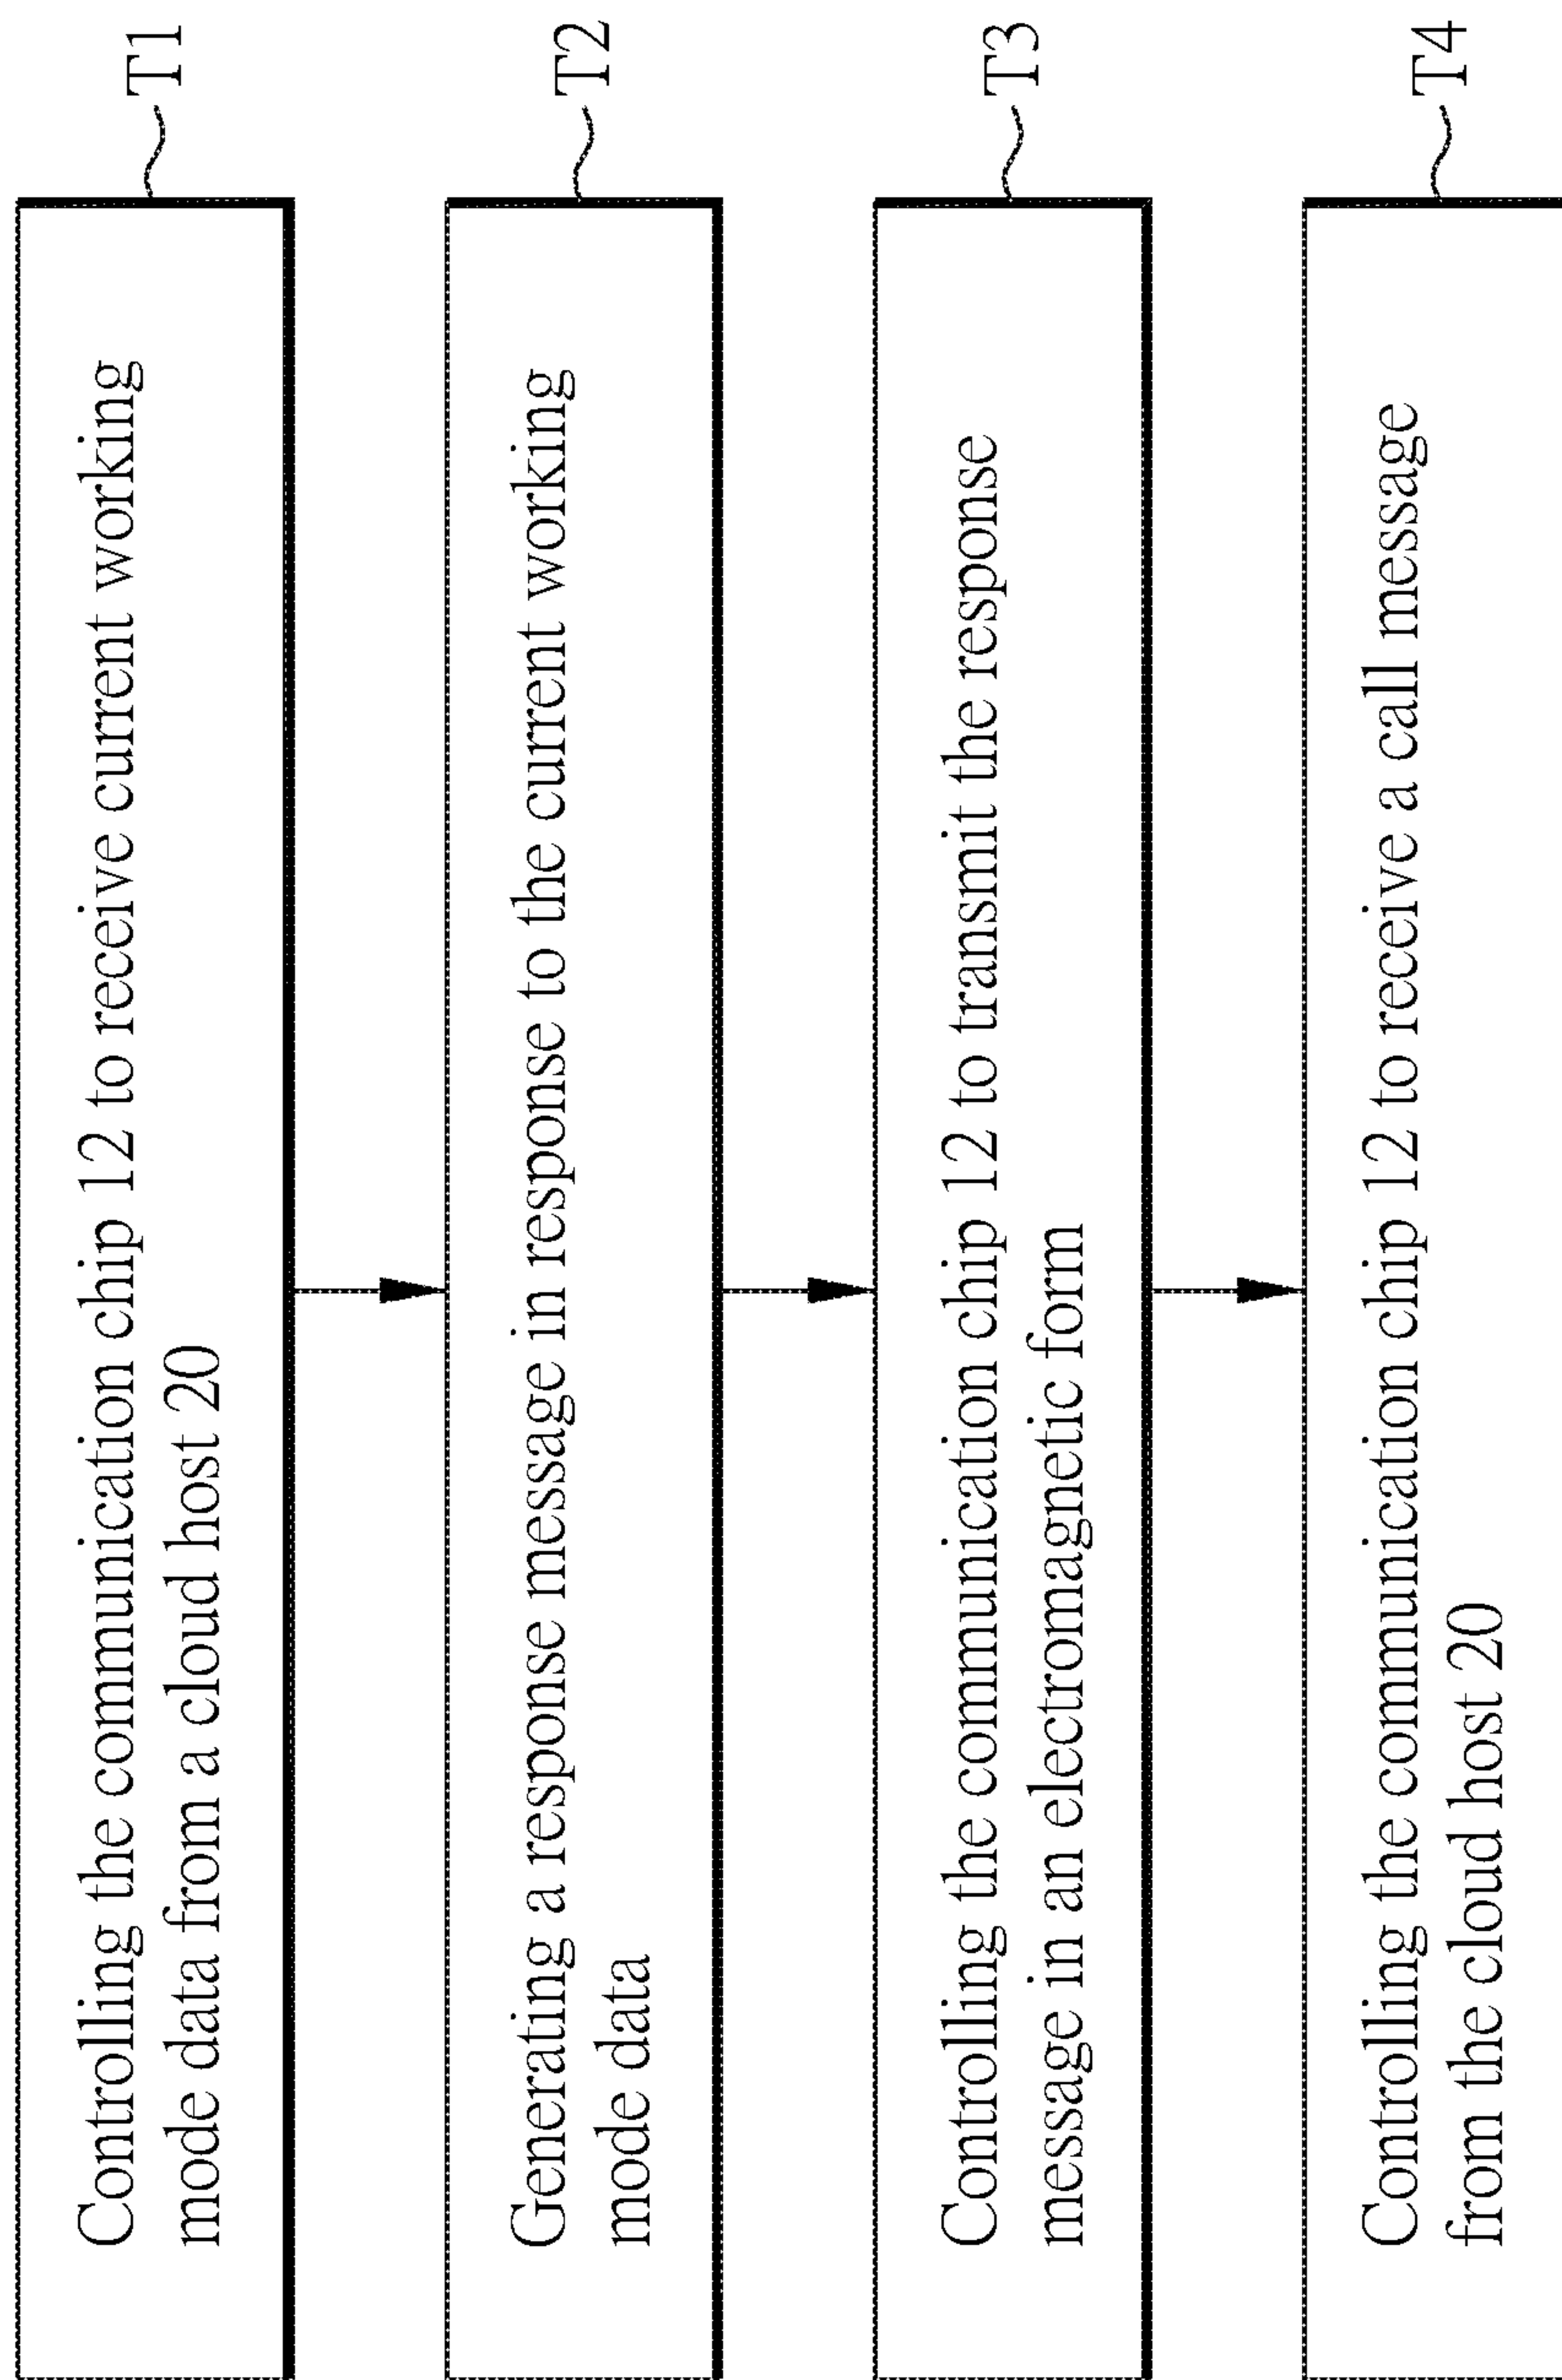 Controlling the communication chip 12 to receive current working
mode data from a cloud host 20
T1
Generating a response message in response to the current working
mode data
T2
Controlling the communication chip 12 to transmit the response
message in an electromagnetic form
T3
Controlling the communication chip 12 to receive a call message
from the cloud host 20
T4